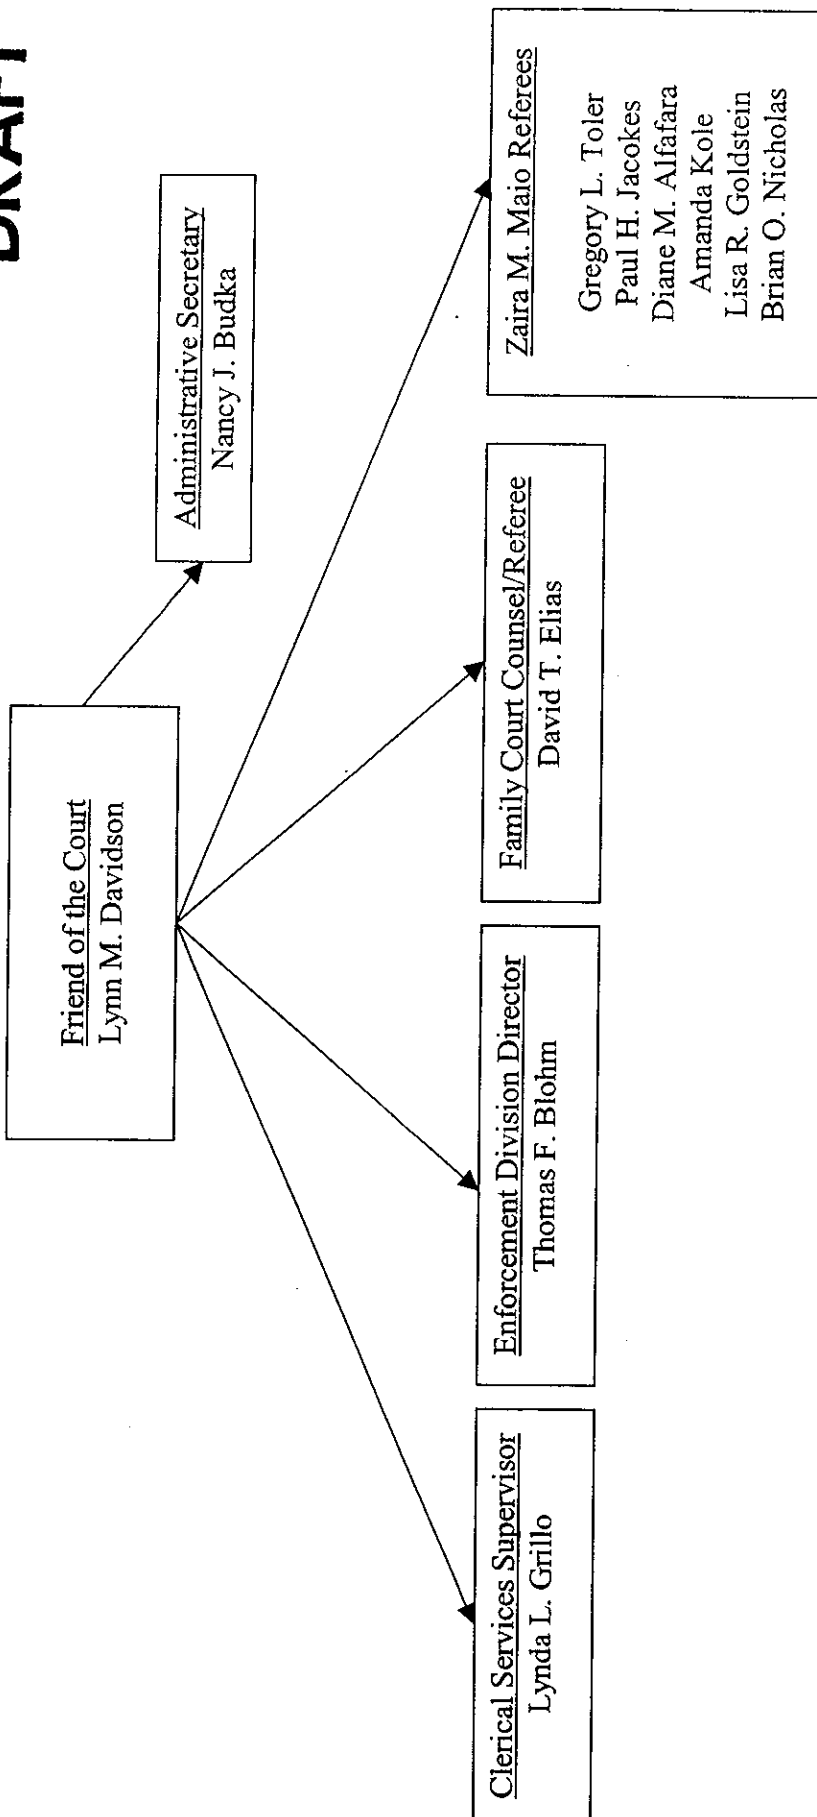 DRAFT
Friend of the Court
Lynn M. Davidson
Administrative Secretary
Nancy J. Budka
Clerical Services Supervisor
Lynda L. Grillo
Enforcement Division Director
Thomas F. Blohm
Family Court Counsel/Referee
David T. Elias
Zaira M. Maio Referees
Gregory L. Toler
Paul H. Jacokes
Diane M. Alfafara
Amanda Kole
Lisa R. Goldstein
Brian O. Nicholas